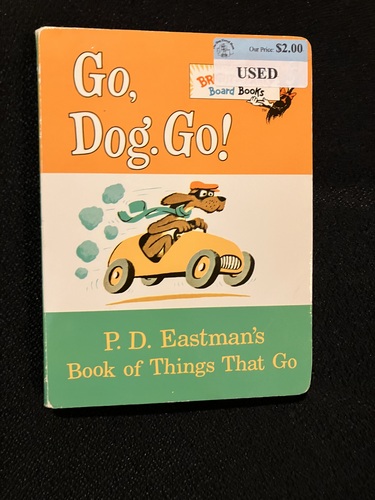 Our Price $2.00
USED
Go,
Board Books
Dog. Go!
P. D. Eastman's
Book of Things That Go